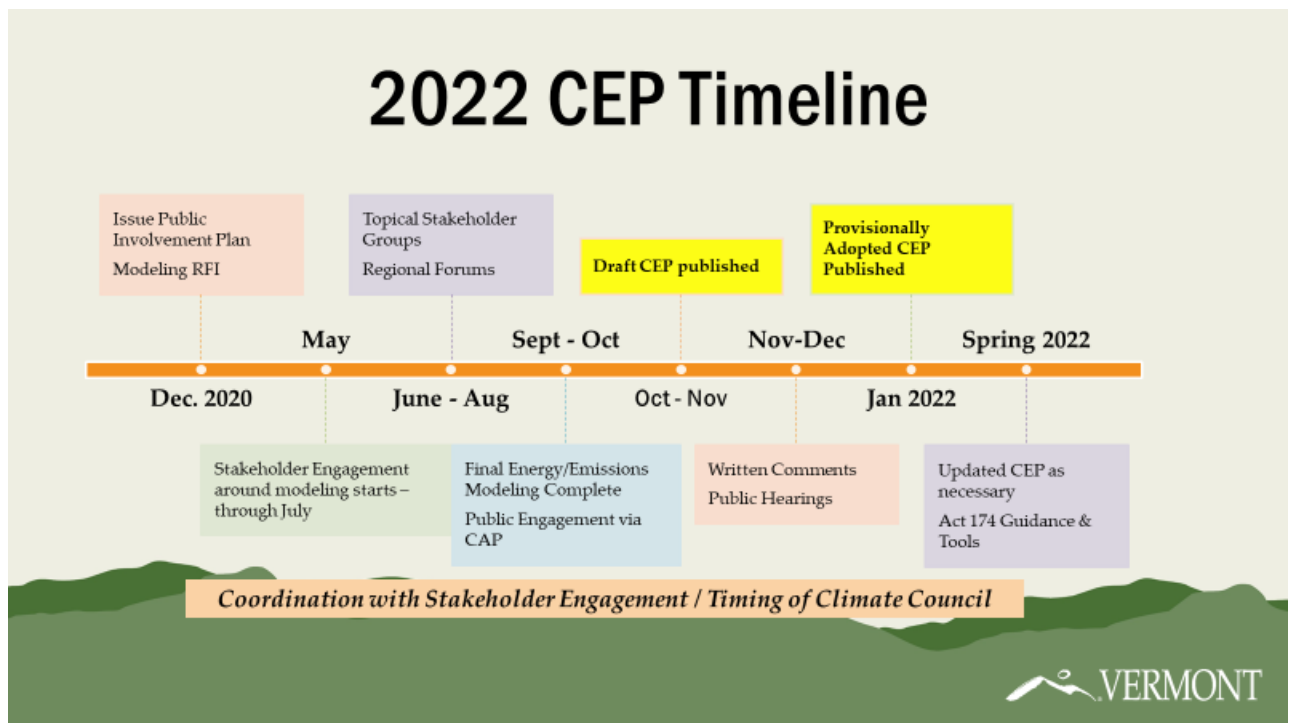 2022 CEP Timeline
Issue Public
Involvement Plan
Modeling RFI
Topical Stakeholder
Groups
Regional Forums
Draft CEP published
Provisionally
Adopted CEP
Published
May
Sept - Oct
Nov-Dec
Spring 2022
Dec. 2020
June - Aug
Oct - Nov
Jan 2022
Stakeholder Engagement
around modeling starts –
through July
Final Energy/Emissions
Modeling Complete
Public Engagement via
CAP
Written Comments
Public Hearings
Updated CEP as
necessary
Act 174 Guidance &
Tools
Coordination with Stakeholder Engagement / Timing of Climate Council
VERMONT